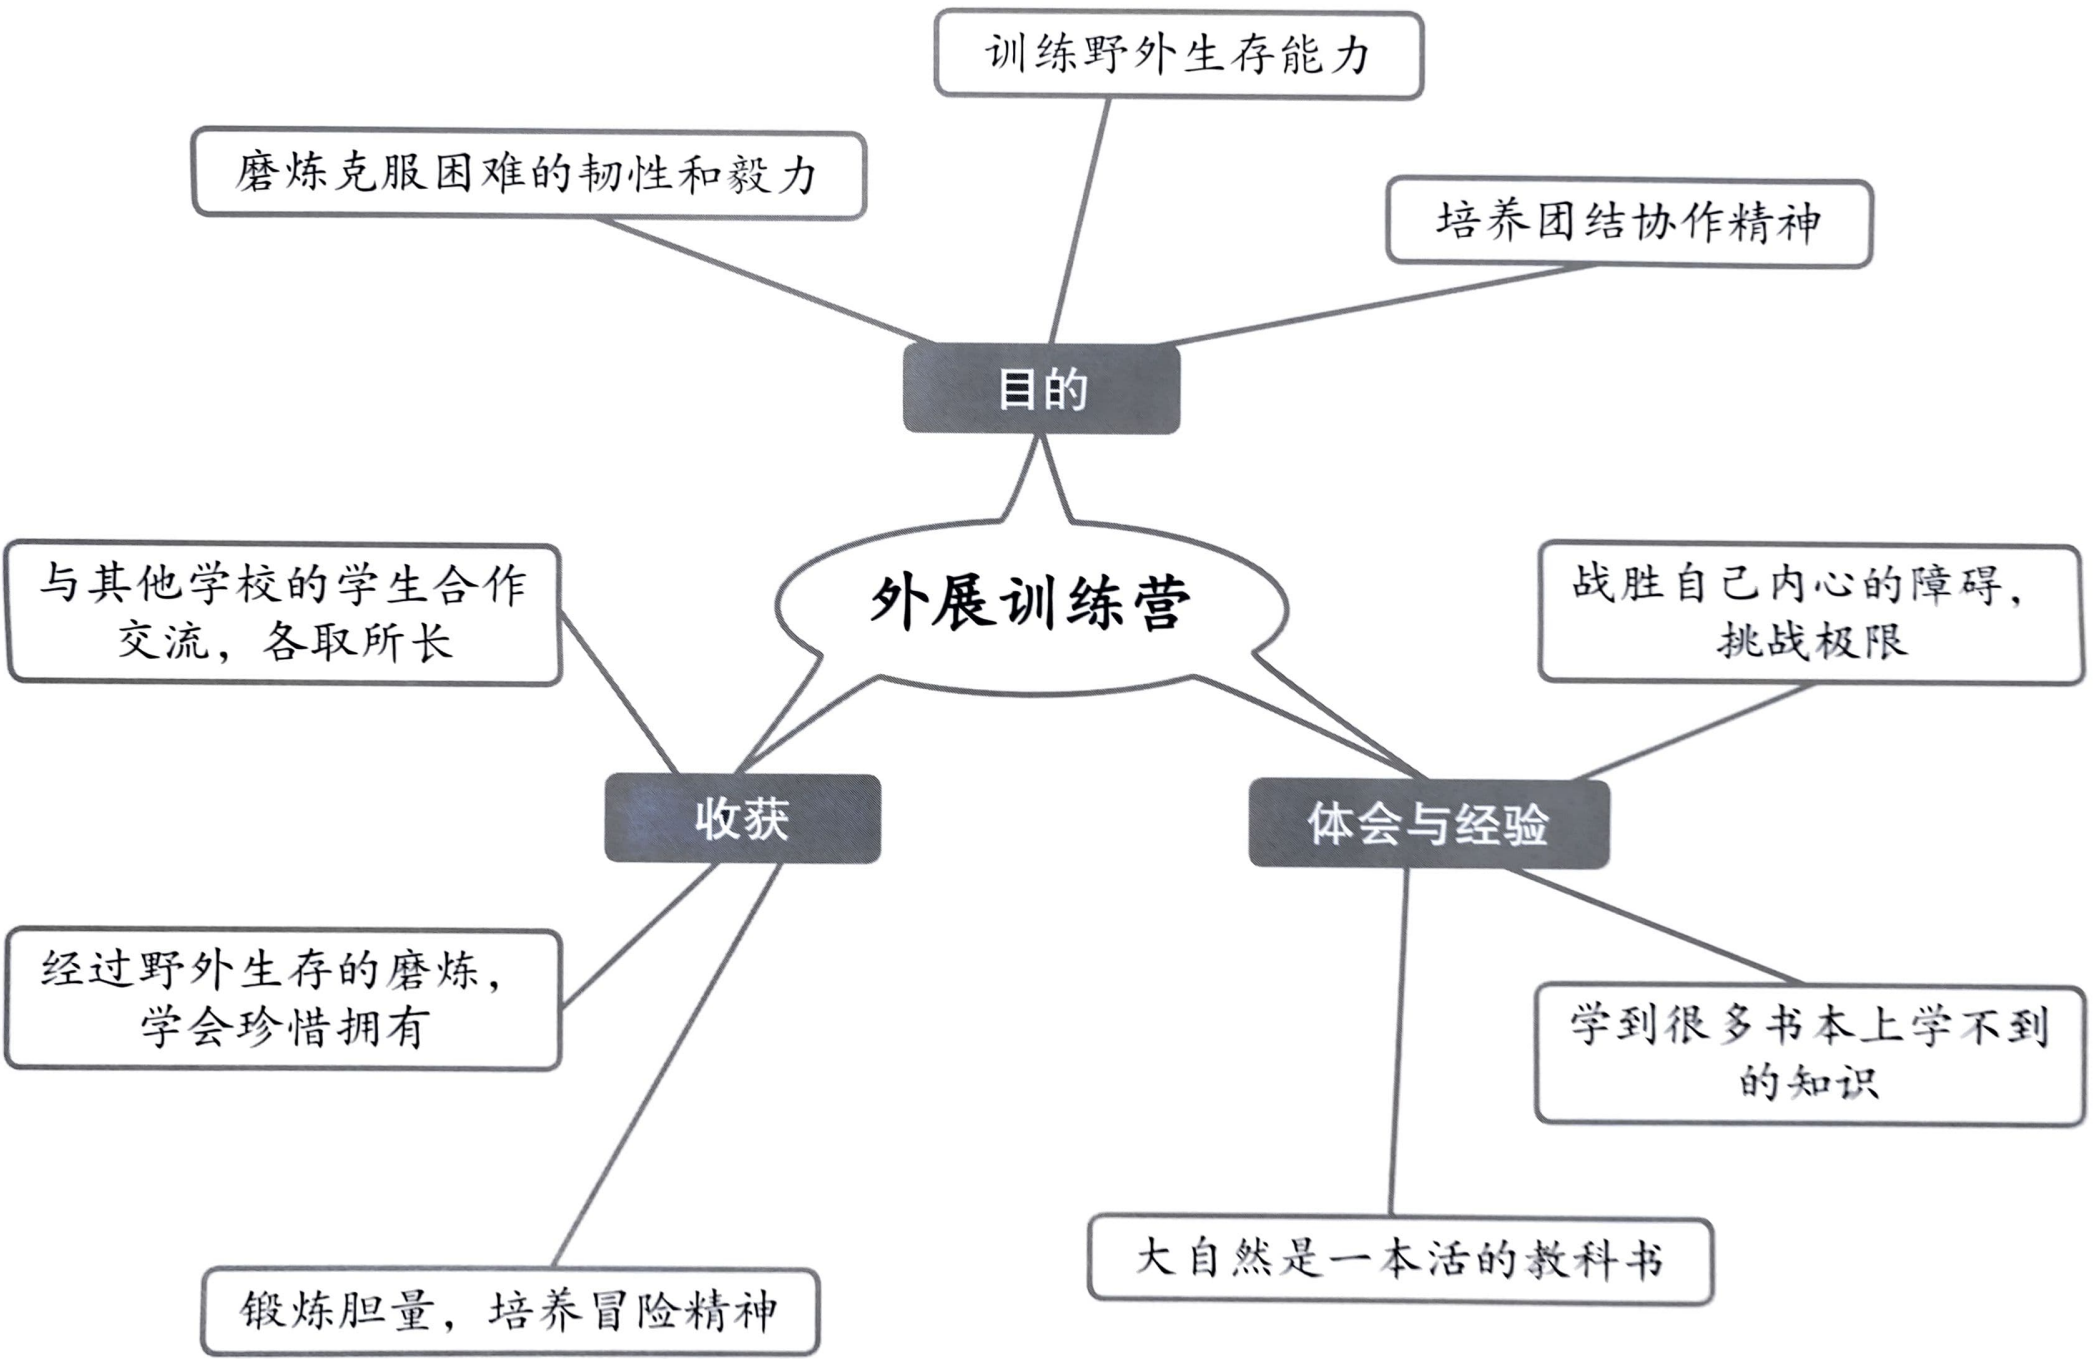 训练野外生存能力
磨炼克服困难的韧性和毅力
培养团结协作精神
目的
外展训练营
与其他学校的学生合作
交流，各取所长
战胜自己内心的障碍，
挑战极限
收获
体会与经验
经过野外生存的磨炼，
学会珍惜拥有
学到很多书本上学不到
的知识
大自然是一本活的教科书
锻炼胆量，培养冒险精神